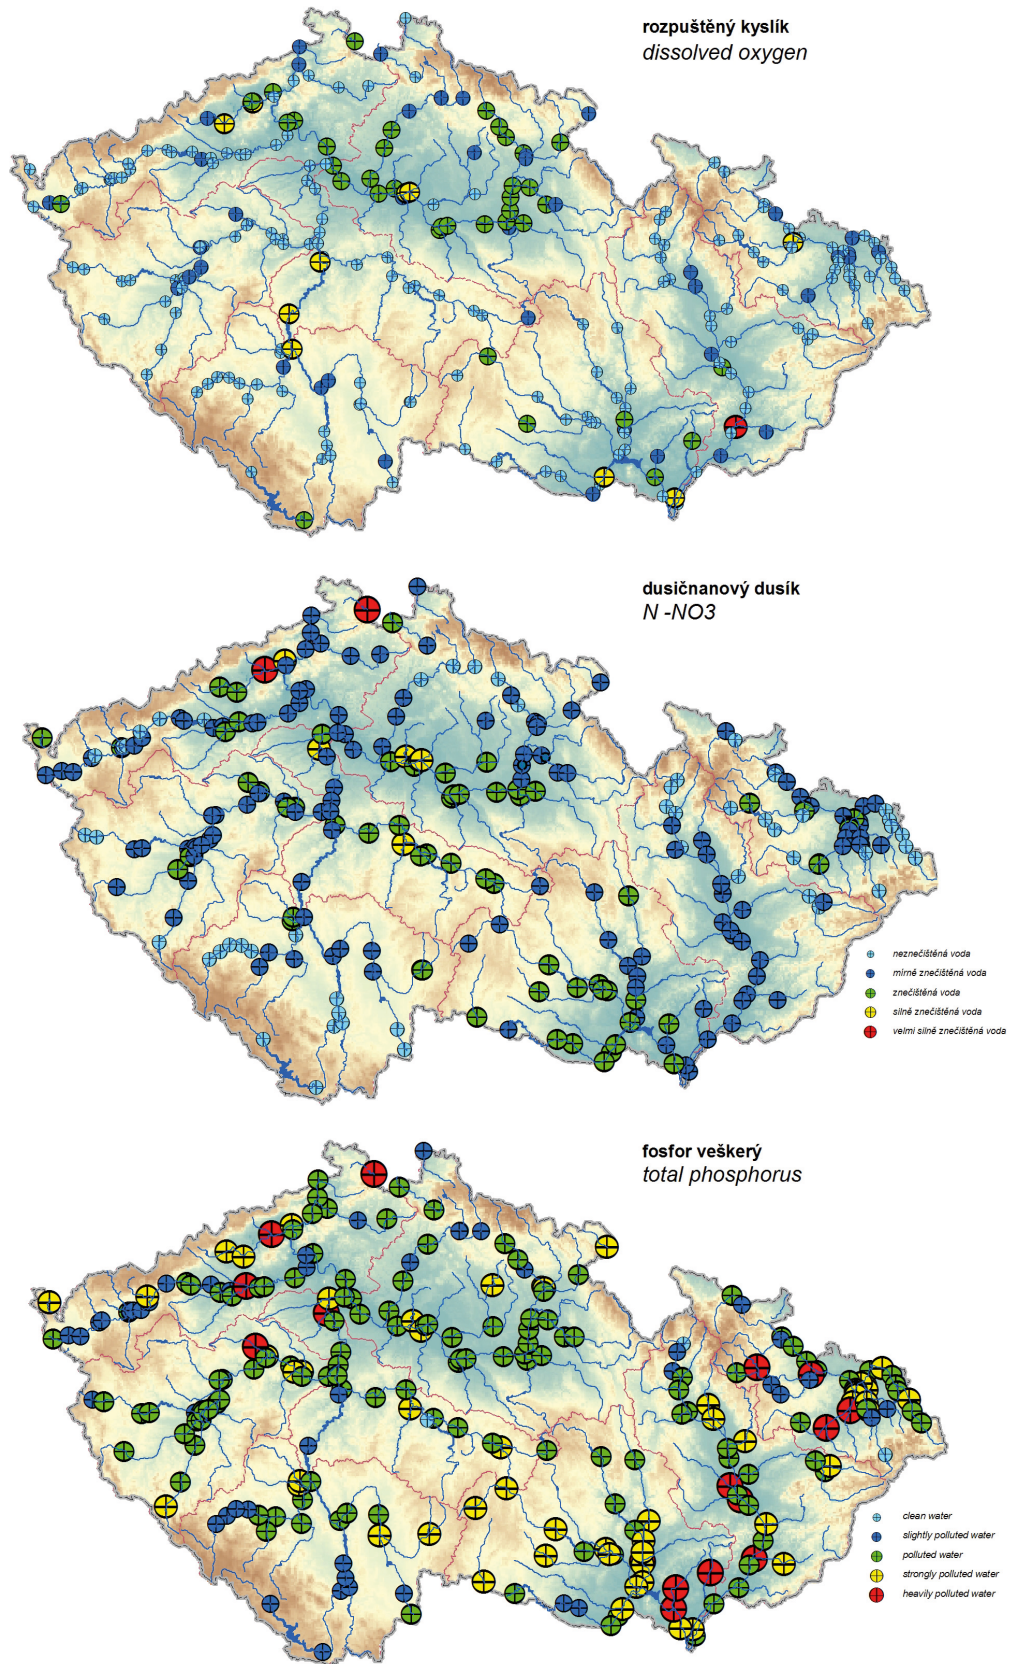 rozpuštěný kyslík
dissolved oxygen
dusičnanový dusík
N -NO3
neznečištěná voda
mírně znečištěná voda
znečištěná voda
silně znečištěná voda
velmi silně znečištěná voda
fosfor veškerý
total phosphorus
clean water
slightly polluted water
polluted water
strongly polluted water
heavily polluted water